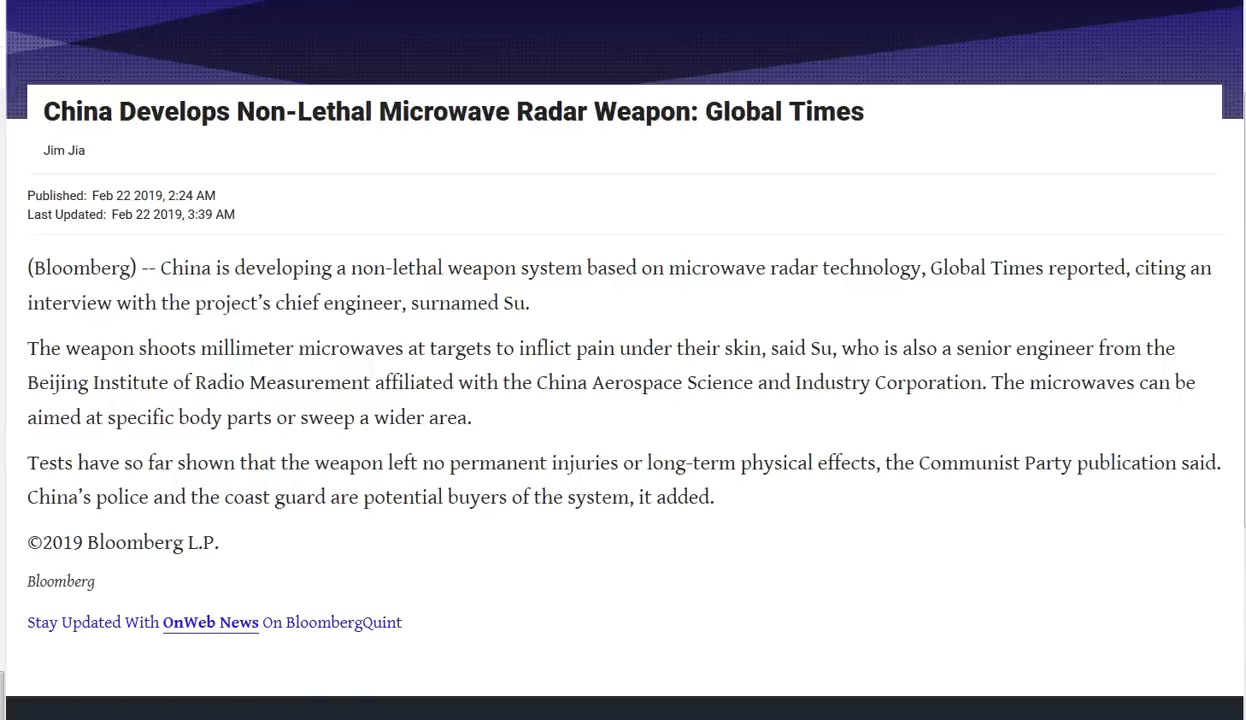 China Develops Non-Lethal Microwave Radar Weapon: Global Times
Jim Jia
Published: Feb 22 2019, 2:24 AM
Last Updated: Feb 22 2019, 3:39 AM
(Bloomberg) -- China is developing a non-lethal weapon system based on microwave radar technology, Global Times reported, citing an
interview with the project’s chief engineer, surnamed Su.
The weapon shoots millimeter microwaves at targets to inflict pain under their skin, said Su, who is also a senior engineer from the
Beijing Institute of Radio Measurement affiliated with the China Aerospace Science and Industry Corporation. The microwaves can be
aimed at specific body parts or sweep a wider area.
Tests have so far shown that the weapon left no permanent injuries or long-term physical effects, the Communist Party publication said.
China’s police and the coast guard are potential buyers of the system, it added.
©2019 Bloomberg L.P.
Bloomberg
Stay Updated With OnWeb News On BloombergQuint